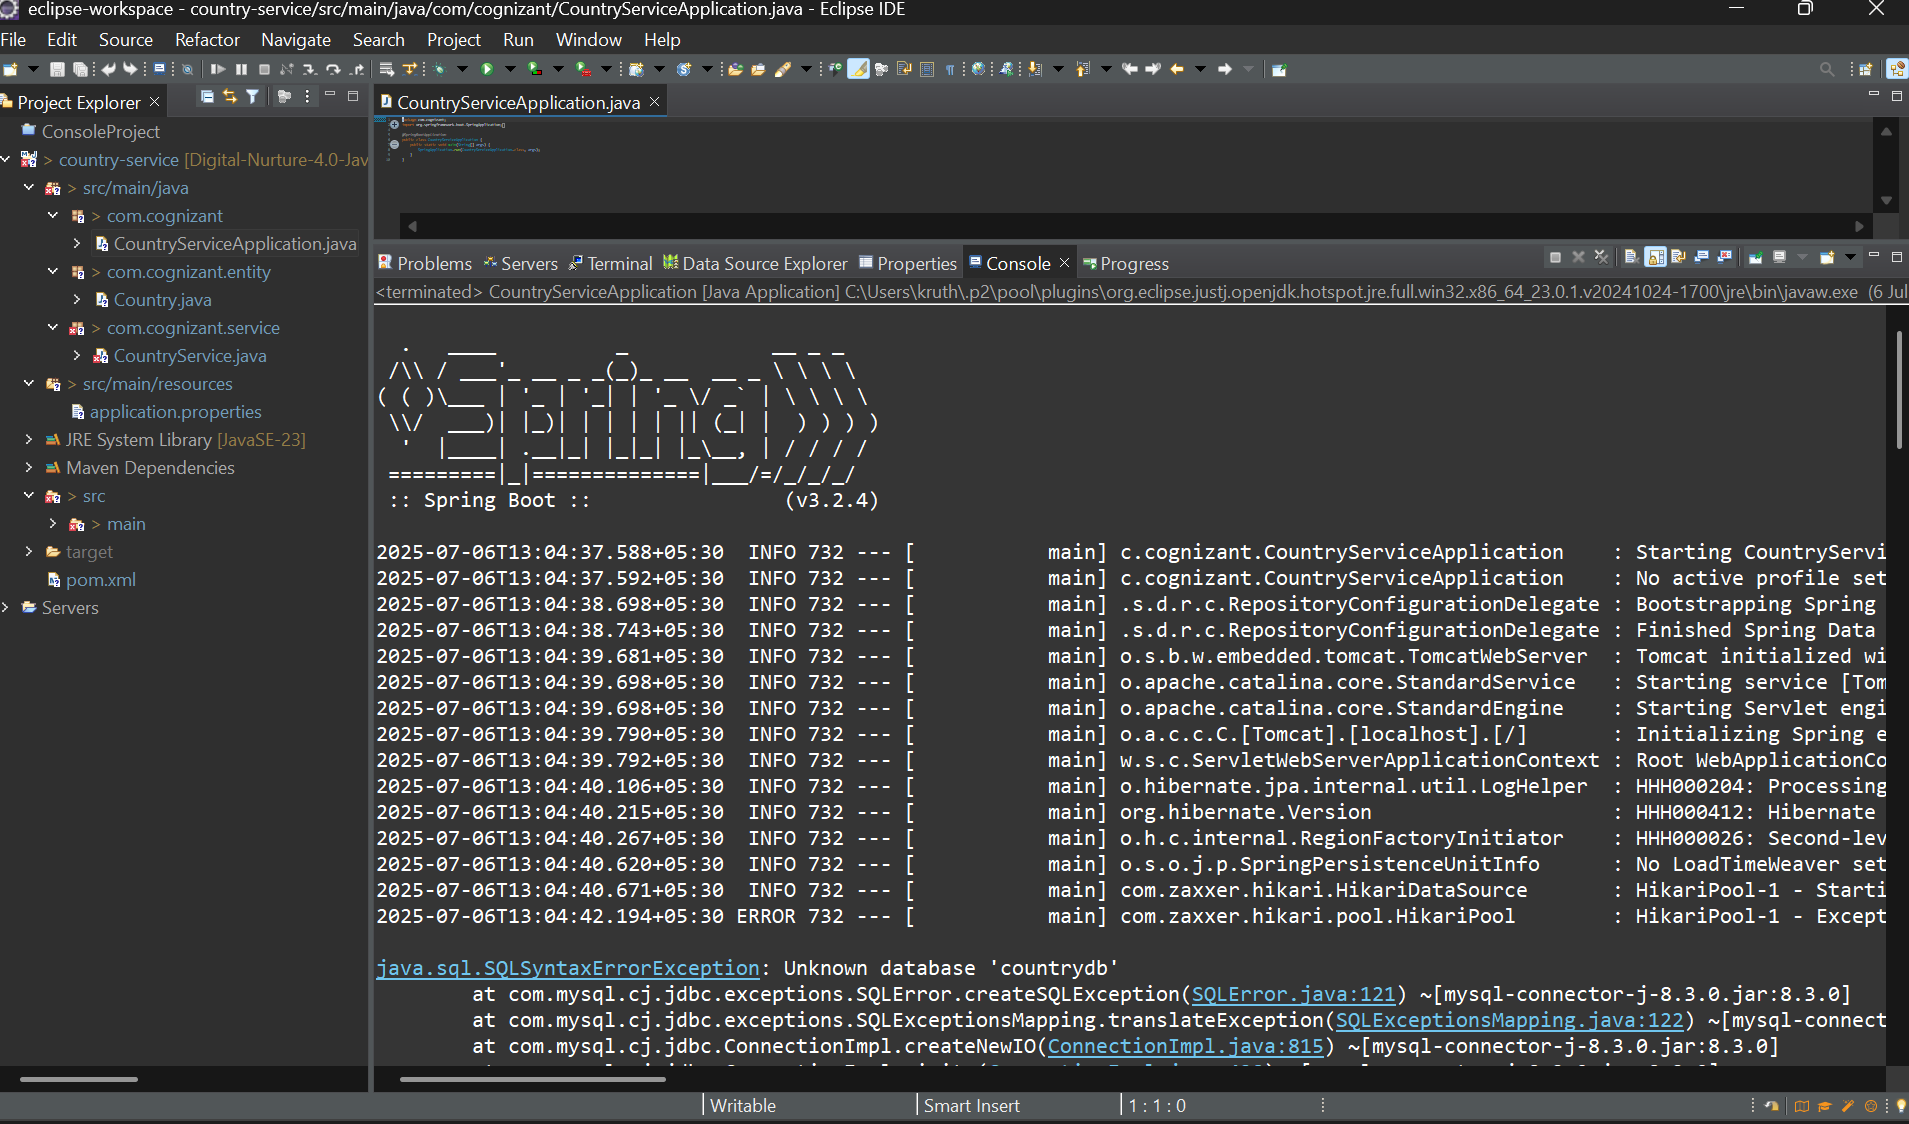 eclipse-workspace - country-service/src/main/java/com/cognizant/CountryServiceApplication.java - Eclipse IDE
File Edit Source Refactor Navigate Search Project Run Window Help
Project Explorer
ConsoleProject
> country-service [Digital-Nurture-4.0-Jav
> src/main/java
> com.cognizant
CountryServiceApplication.java
> com.cognizant.entity
Country.java
> com.cognizant.service
CountryService.java
> src/main/resources
application.properties
JRE System Library [JavaSE-23]
Maven Dependencies
> src
> main
target
pom.xml
Servers
CountryServiceApplication.java
Problems Servers Terminal Data Source Explorer Properties Console Progress
<terminated> CountryServiceApplication [Java Application] C:\Users\kruth\.p2\pool\plugins\org.eclipse.justj.openjdk.hotspot.jre.full.win32.x86_64_23.0.1.v20241024-1700\jre\bin\javaw.exe (6 Jul
Spring
:: Spring Boot :: (v3.2.4)
2025-07-06T13:04:37.588+05:30 INFO 732 --- [ main] c.cognizant.CountryServiceApplication : Starting CountryServi
2025-07-06T13:04:37.592+05:30 INFO 732 --- [ main] c.cognizant.CountryServiceApplication : No active profile set
2025-07-06T13:04:38.698+05:30 INFO 732 --- [ main] .s.d.r.c.RepositoryConfigurationDelegate : Bootstrapping Spring
2025-07-06T13:04:38.743+05:30 INFO 732 --- [ main] .s.d.r.c.RepositoryConfigurationDelegate : Finished Spring Data
2025-07-06T13:04:39.681+05:30 INFO 732 --- [ main] o.s.b.w.embedded.tomcat.TomcatWebServer : Tomcat initialized wi
2025-07-06T13:04:39.698+05:30 INFO 732 --- [ main] o.apache.catalina.core.StandardService : Starting service [Tom
2025-07-06T13:04:39.698+05:30 INFO 732 --- [ main] o.apache.catalina.core.StandardEngine : Starting Servlet engi
2025-07-06T13:04:39.790+05:30 INFO 732 --- [ main] o.a.c.c.C.[Tomcat].[localhost].[/] : Initializing Spring e
2025-07-06T13:04:39.792+05:30 INFO 732 --- [ main] w.s.c.ServletWebServerApplicationContext : Root WebApplicationCo
2025-07-06T13:04:40.106+05:30 INFO 732 --- [ main] o.hibernate.jpa.internal.util.LogHelper : HHH000204: Processing
2025-07-06T13:04:40.215+05:30 INFO 732 --- [ main] org.hibernate.Version : HHH000412: Hibernate
2025-07-06T13:04:40.267+05:30 INFO 732 --- [ main] o.h.c.internal.RegionFactoryInitiator : HHH000026: Second-lev
2025-07-06T13:04:40.620+05:30 INFO 732 --- [ main] o.s.o.j.p.SpringPersistenceUnitInfo : No LoadTimeWeaver set
2025-07-06T13:04:40.671+05:30 INFO 732 --- [ main] com.zaxxer.hikari.HikariDataSource : HikariPool-1 - Starti
2025-07-06T13:04:42.194+05:30 ERROR 732 --- [ main] com.zaxxer.hikari.pool.HikariPool : HikariPool-1 - Except
java.sql.SQLSyntaxErrorException: Unknown database 'countrydb'
at com.mysql.cj.jdbc.exceptions.SQLError.createSQLException(SQLError.java:121) ~[mysql-connector-j-8.3.0.jar:8.3.0]
at com.mysql.cj.jdbc.exceptions.SQLExceptionsMapping.translateException(SQLExceptionsMapping.java:122) ~[mysql-connect
at com.mysql.cj.jdbc.ConnectionImpl.createNewIO(ConnectionImpl.java:815) ~[mysql-connector-j-8.3.0.jar:8.3.0]
Writable Smart Insert 1 : 1 : 0